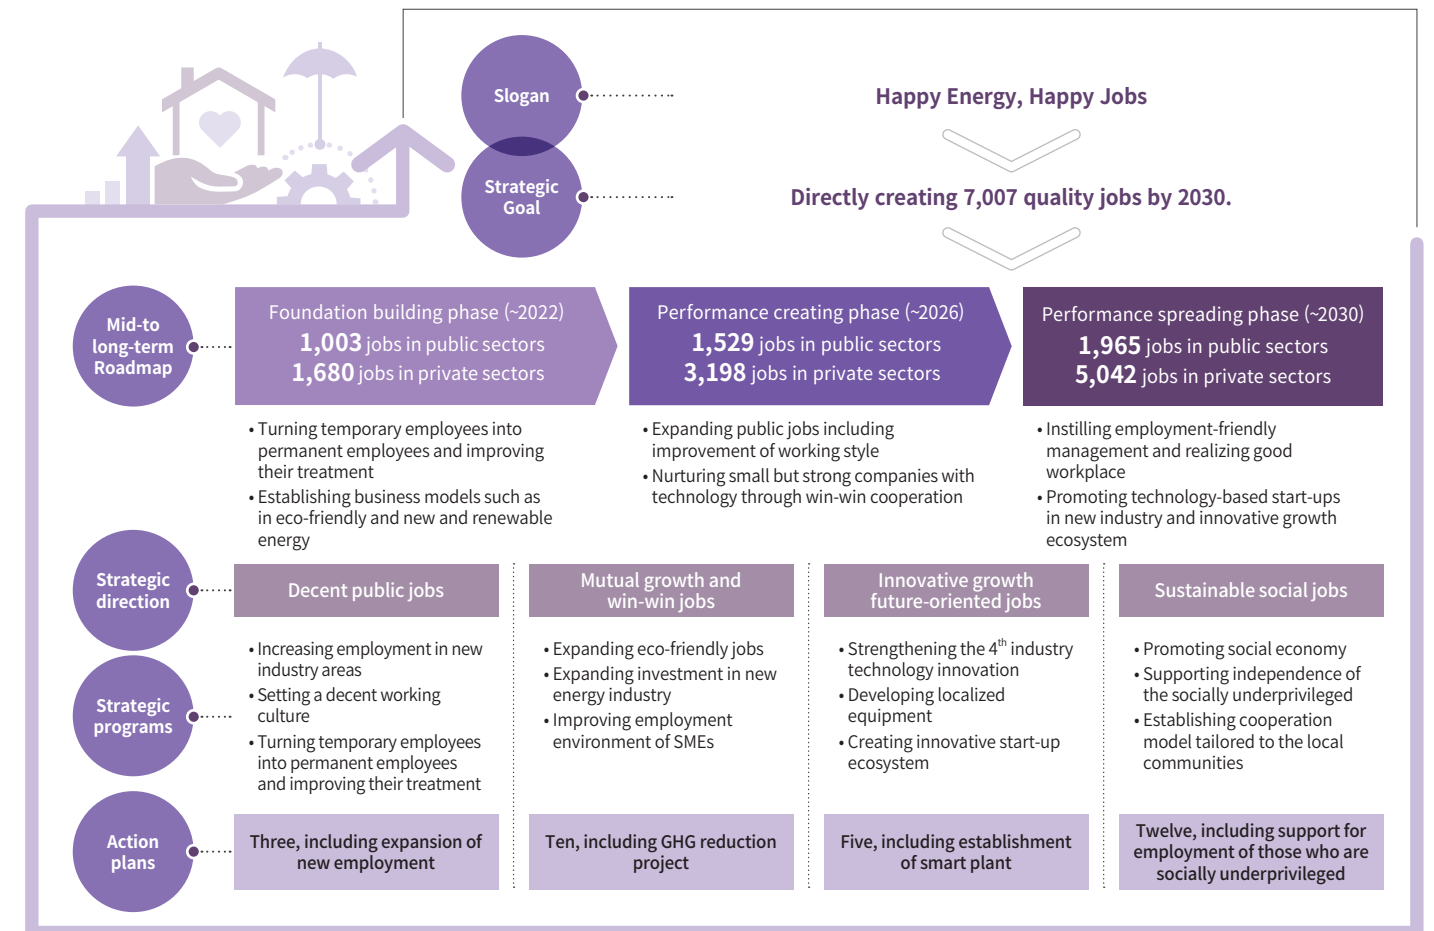 Slogan
Happy Energy, Happy Jobs
Strategic
Goal
Directly creating 7,007 quality jobs by 2030.
Mid-to
long-term
Roadmap
Foundation building phase (~2022)
1,003 jobs in public sectors
1,680 jobs in private sectors
Performance creating phase (~2026)
1,529 jobs in public sectors
3,198 jobs in private sectors
Performance spreading phase (~2030)
1,965 jobs in public sectors
5,042 jobs in private sectors
• Turning temporary employees into
permanent employees and improving
their treatment
• Establishing business models such as
in eco-friendly and new and renewable
energy
• Expanding public jobs including
improvement of working style
• Nurturing small but strong companies with
technology through win-win cooperation
• Instilling employment-friendly
management and realizing good
workplace
• Promoting technology-based start-ups
in new industry and innovative growth
ecosystem
Strategic
direction
Decent public jobs
Mutual growth and
win-win jobs
Innovative growth
future-oriented jobs
Sustainable social jobs
Strategic
programs
• Increasing employment in new
industry areas
• Setting a decent working
culture
• Turning temporary employees
into permanent employees
and improving their treatment
• Expanding eco-friendly jobs
• Expanding investment in new
energy industry
• Improving employment
environment of SMEs
• Strengthening the 4th industry
technology innovation
• Developing localized
equipment
• Creating innovative start-up
ecosystem
• Promoting social economy
• Supporting independence of
the socially underprivileged
• Establishing cooperation
model tailored to the local
communities
Action
plans
Three, including expansion of
new employment
Ten, including GHG reduction
project
Five, including establishment
of smart plant
Twelve, including support for
employment of those who are
socially underprivileged